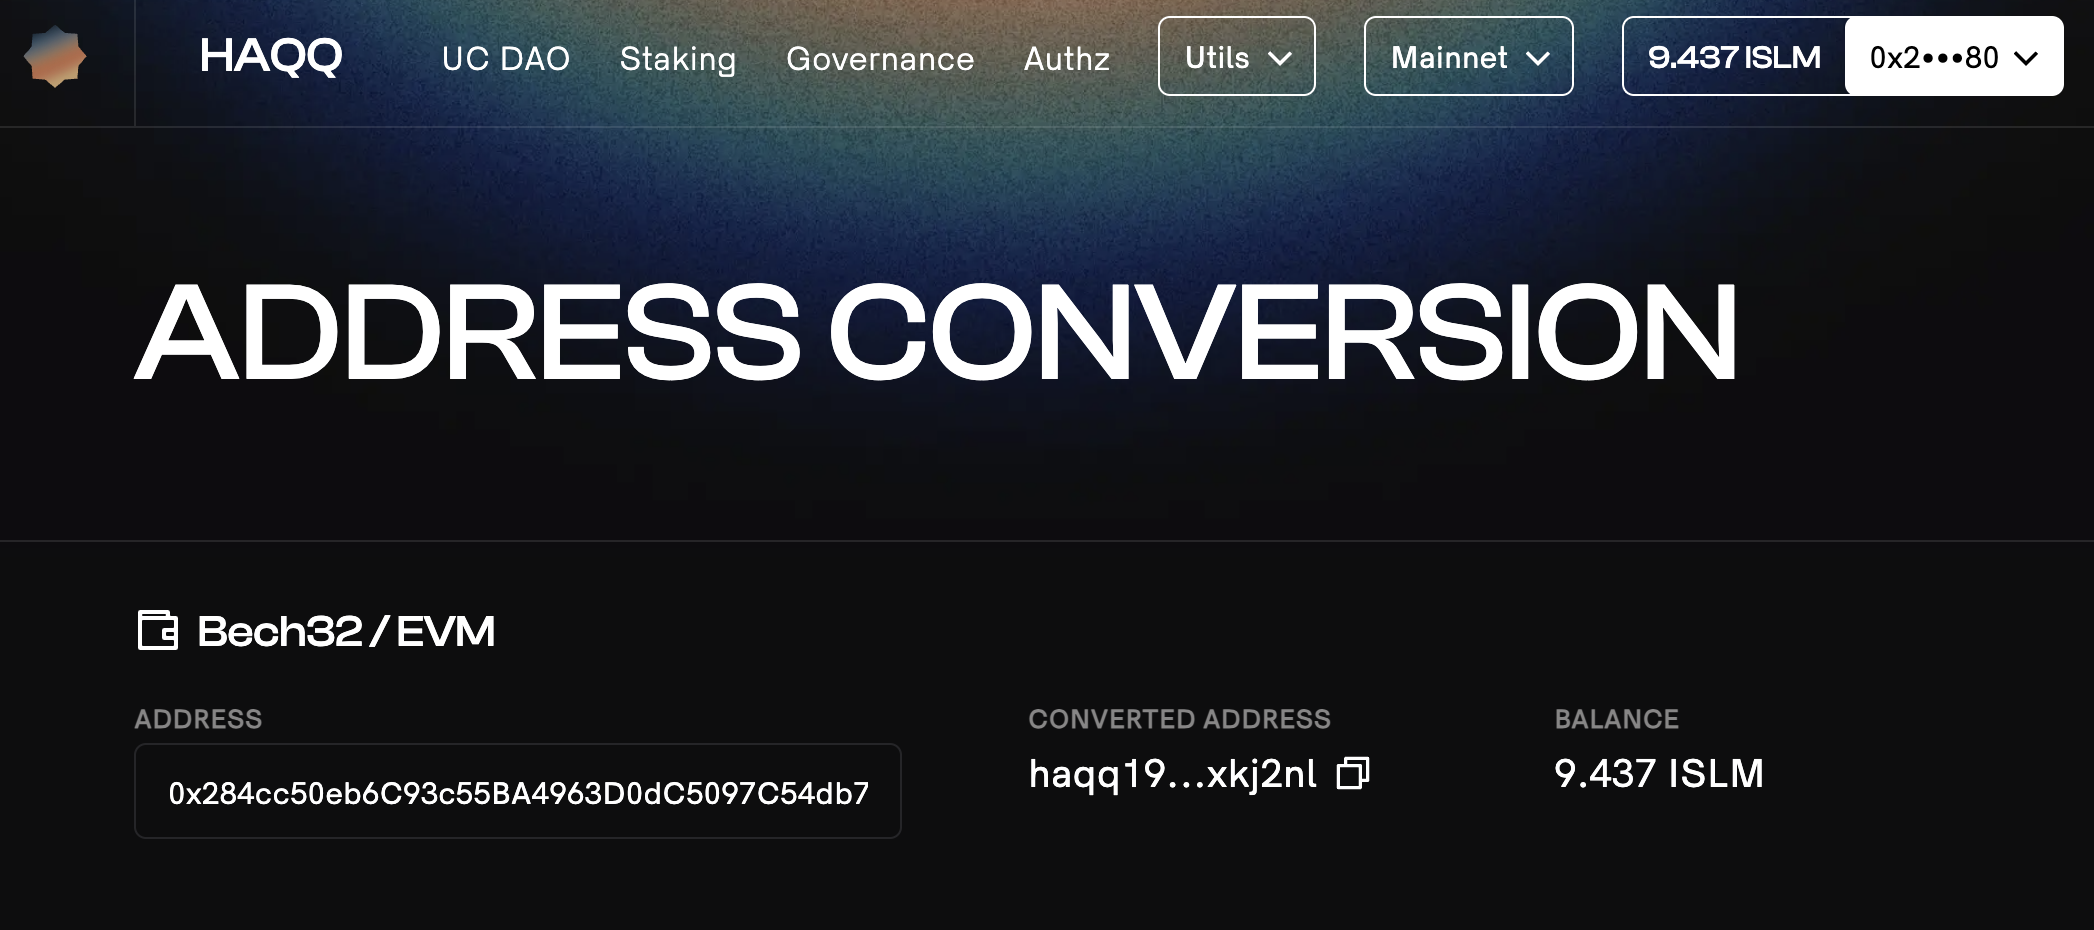 HAQQ UC DAO Staking Governance Authz Utils Mainnet 9.437 ISLM 0x2•••80
ADDRESS CONVERSION
Bech32 / EVM
ADDRESS CONVERTED ADDRESS BALANCE
0x284cc50eb6C93c55BA4963D0dC5097C54db7 haqq19...xkj2nl 9.437 ISLM